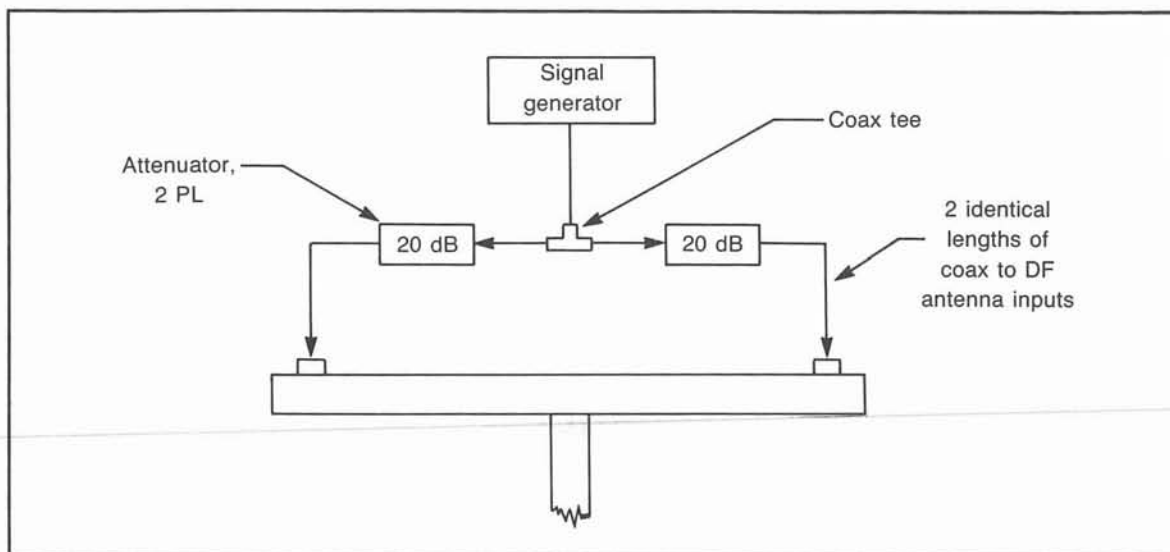 Signal
generator
Coax tee
Attenuator,
2 PL
20 dB
20 dB
2 identical
lengths of
coax to DF
antenna inputs